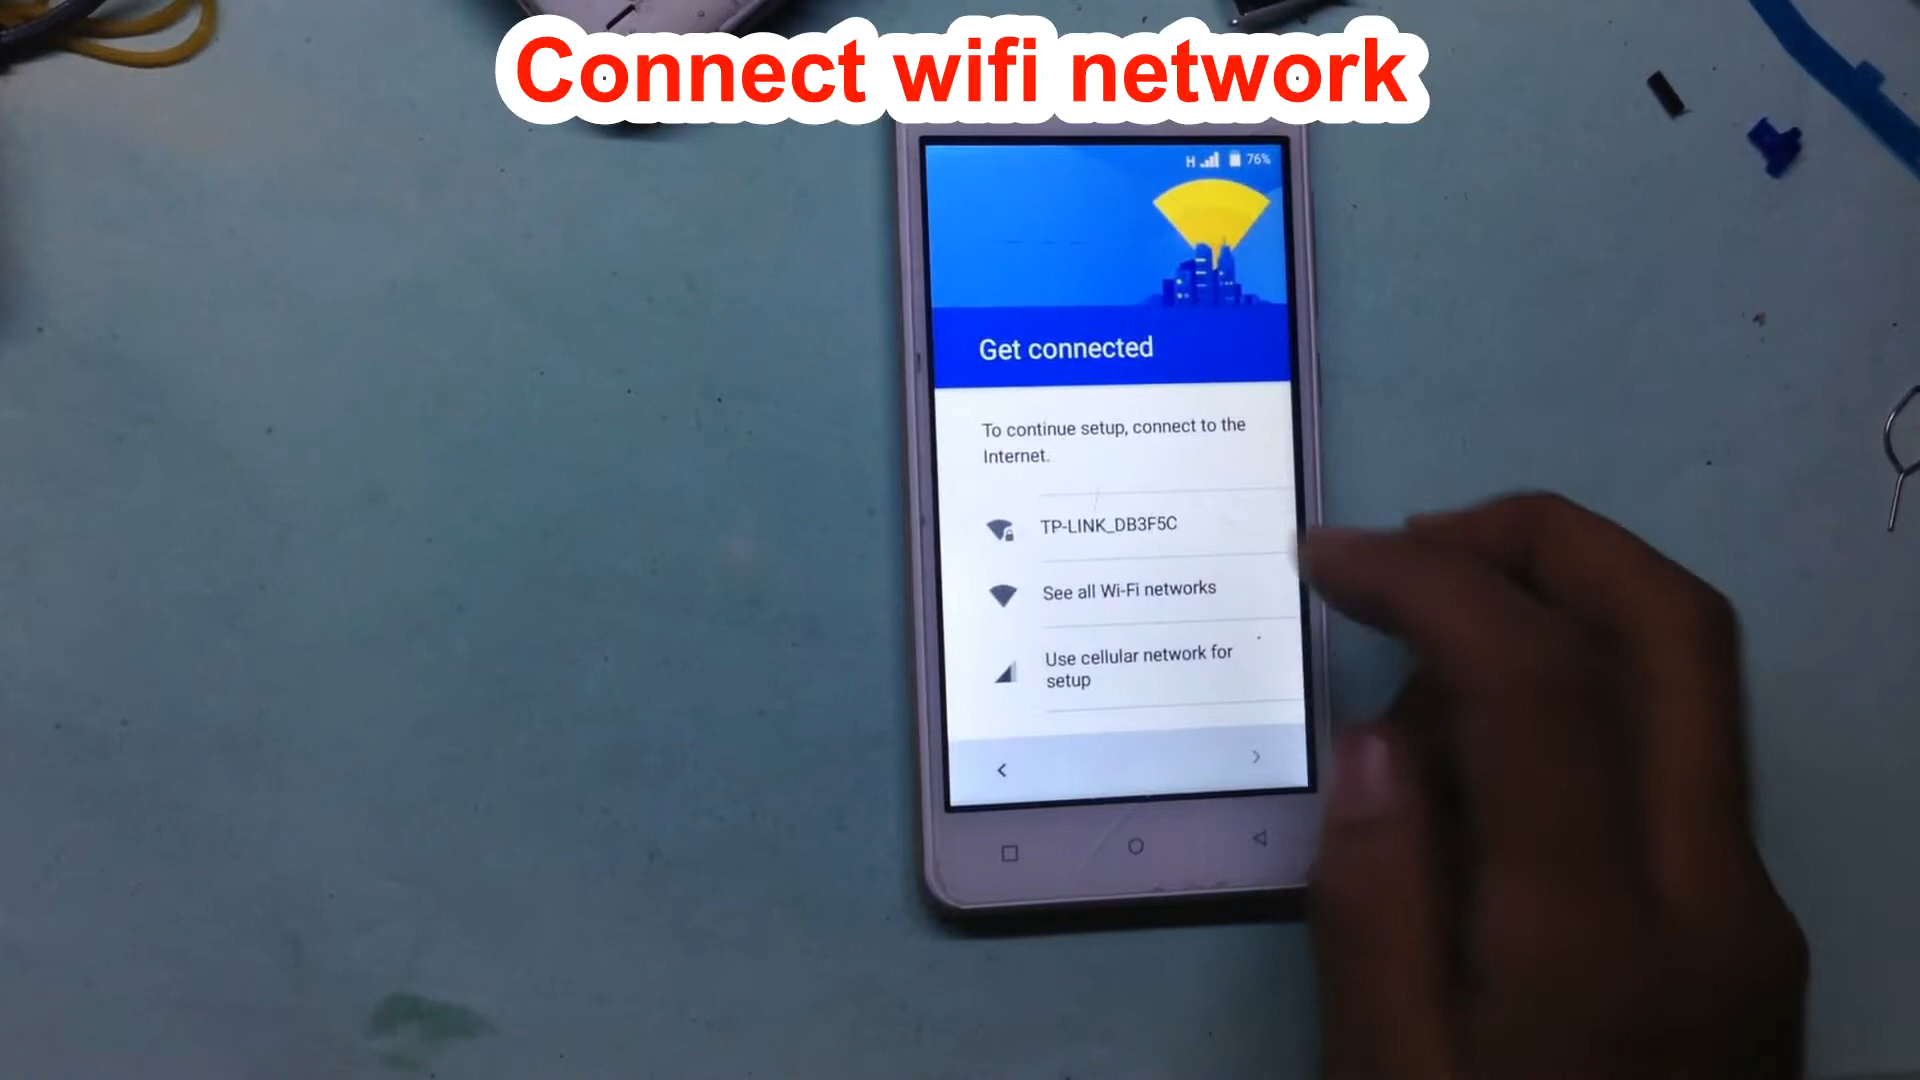 Connect wifi network
H 76%
Get connected
To continue setup, connect to the
Internet.
TP-LINK_DB3F5C
See all Wi-Fi networks
Use cellular network for
setup